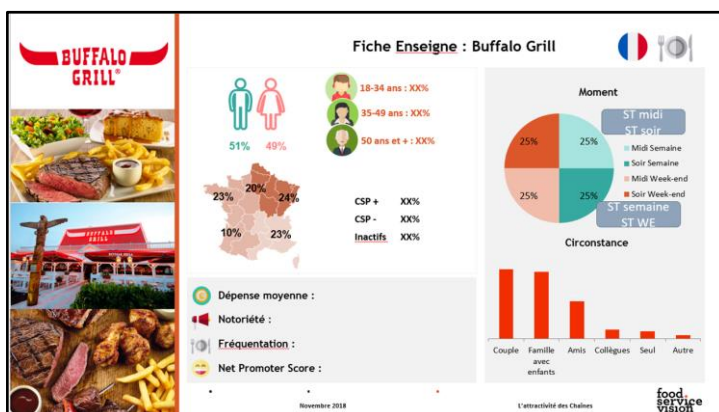 BUFFALO
GRILL®
Fiche Enseigne : Buffalo Grill
18-34 ans : XX%
35-49 ans : XX%
50 ans et + : XX%
51%
49%
20%
23%
24%
10%
23%
CSP + XX%
CSP - XX%
Inactifs XX%
Dépense moyenne :
Notoriété :
Fréquentation :
Net Promoter Score :
Moment
ST midi
ST soir
25%
25%
25%
25%
Midi Semaine
Soir Semaine
Midi Week-end
Soir Week-end
ST semaine
ST WE
Circonstance
Couple
Famille avec enfants
Amis
Collègues
Seul
Autre
BUFFALO
GRILL
Novembre 2018
L'attractivité des Chaînes
food
service
vision